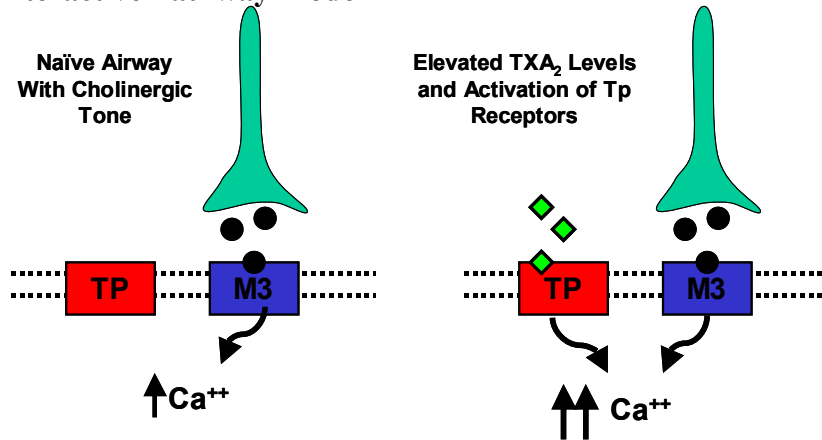 Naïve Airway
With Cholinergic
Tone
TP
M3
Ca++
Elevated TXA2 Levels
and Activation of Tp
Receptors
TP
M3
Ca++